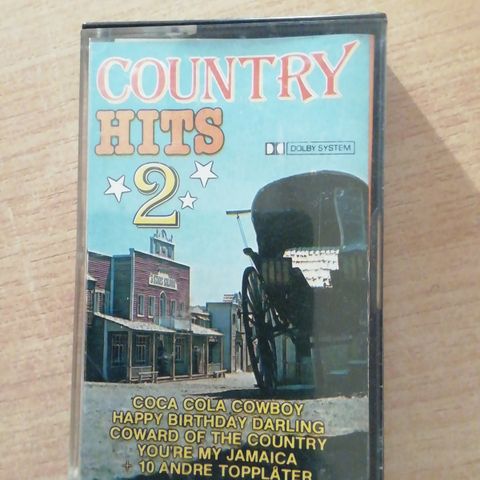 COUNTRY
HITS
2
DOLBY SYSTEM
COCA COLA COWBOY
HAPPY BIRTHDAY DARLING
COWARD OF THE COUNTRY
YOU'RE MY JAMAICA
+ 10 ANDRE TOPPLÅTER